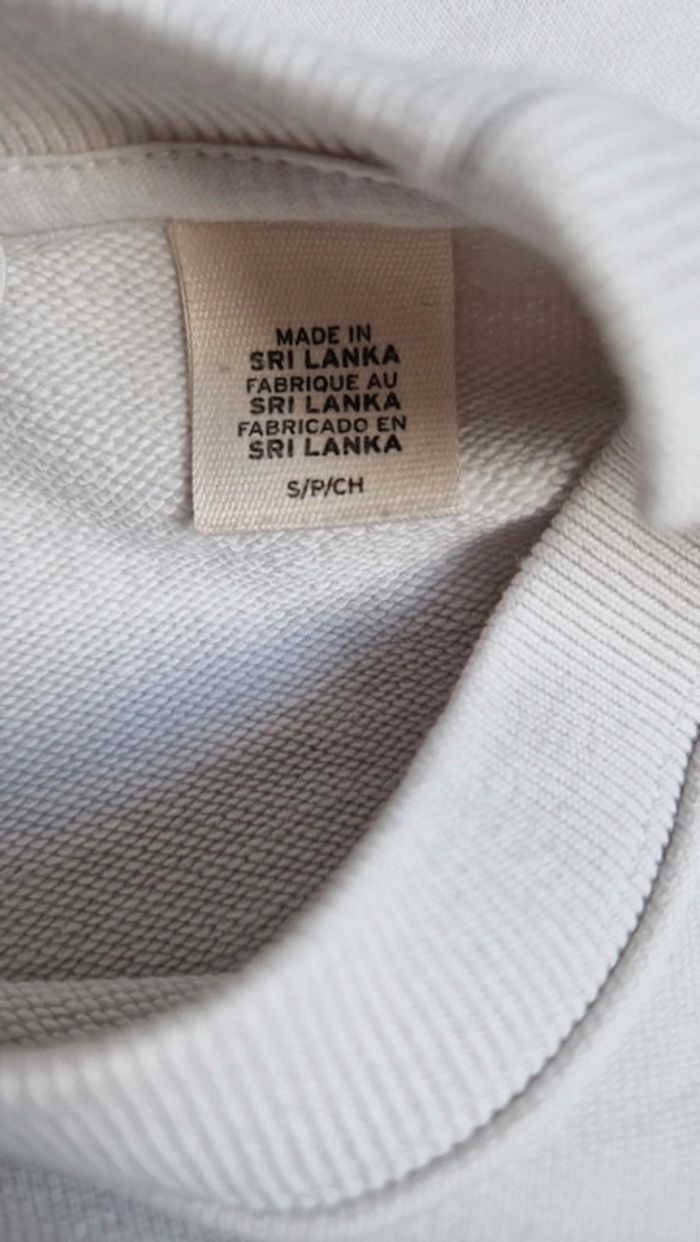 MADE IN
SRI LANKA
FABRIQUE AU
SRI LANKA
FABRICADO EN
SRI LANKA
S/P/CH